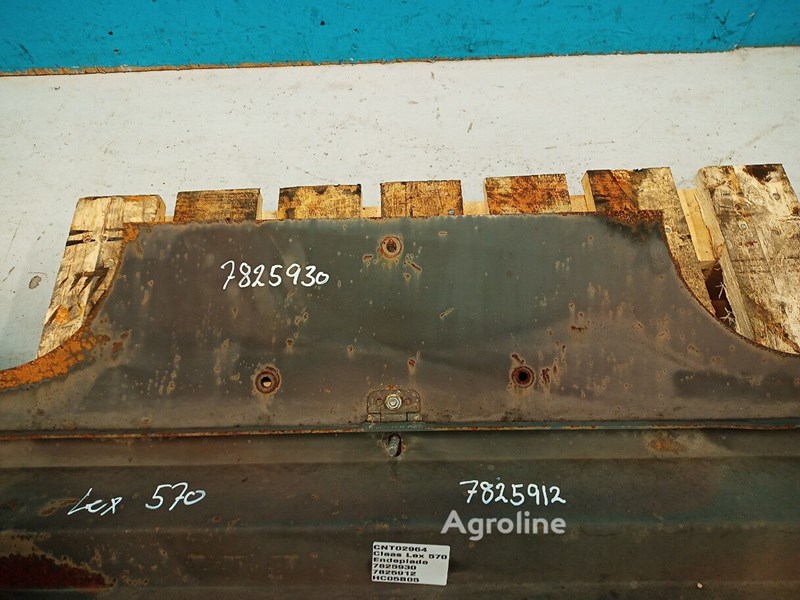 7825930
Lex 570
7825912
Agroline
CNT02964
Claas Lex 570
Endeplade
7825930
7825912
HC05B05